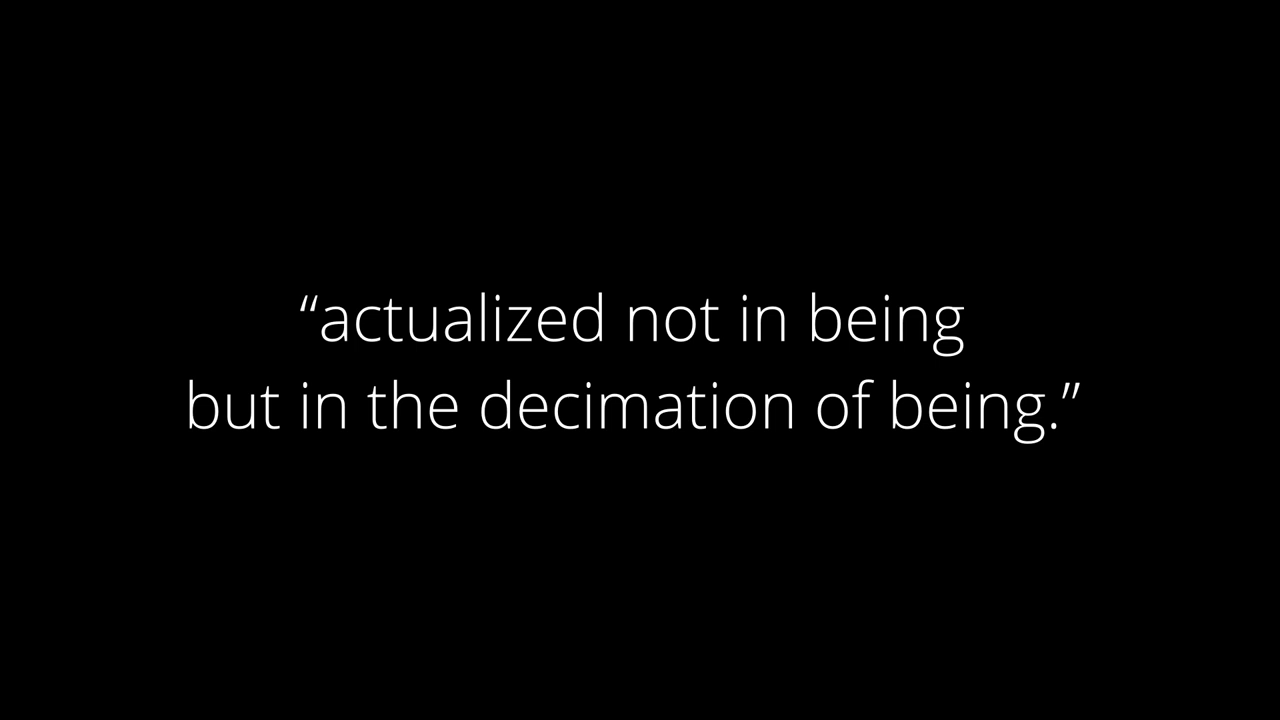 “actualized not in being
but in the decimation of being.”